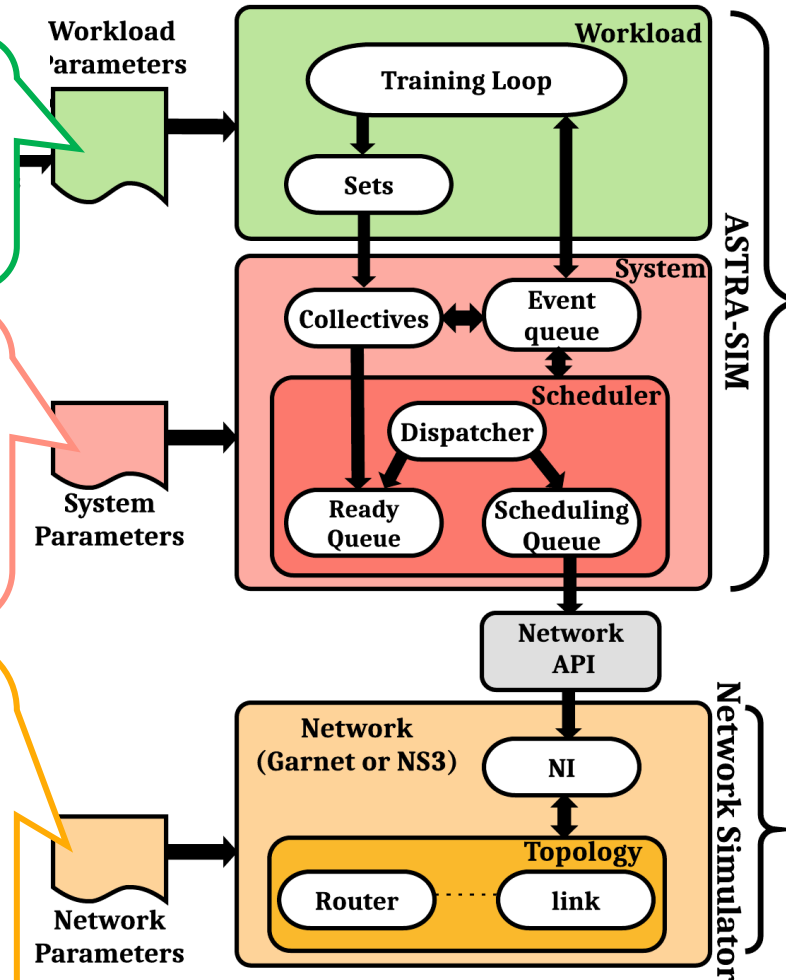 Workload
Parameters
Workload
Training Loop
Sets
System
Collectives
Event
queue
ASTRA-SIM
Scheduler
Dispatcher
Ready
Queue
Scheduling
Queue
System
Parameters
Network
API
Network
(Garnet or NS3)
NI
Topology
Router
link
Network
Parameters
Network Simulator